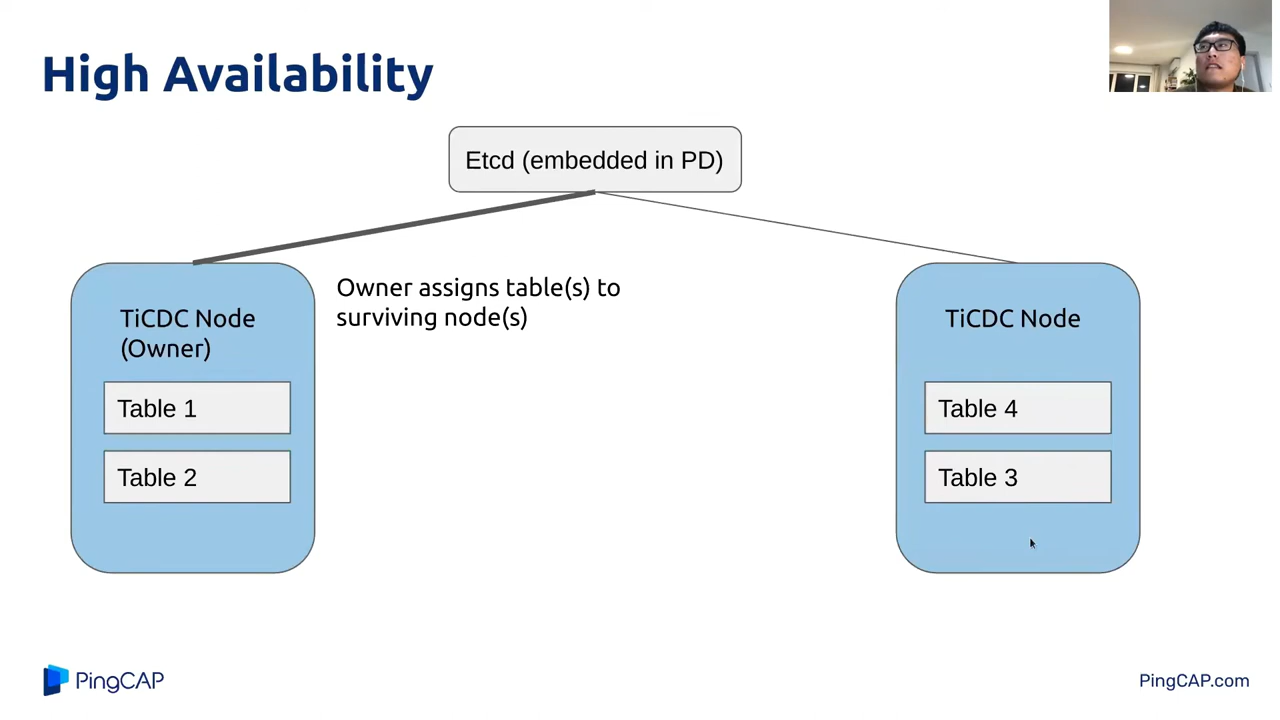 High Availability
Etcd (embedded in PD)
Owner assigns table(s) to
surviving node(s)
TiCDC Node
(Owner)
Table 1
Table 2
TiCDC Node
Table 4
Table 3
PingCAP
PingCAP.com